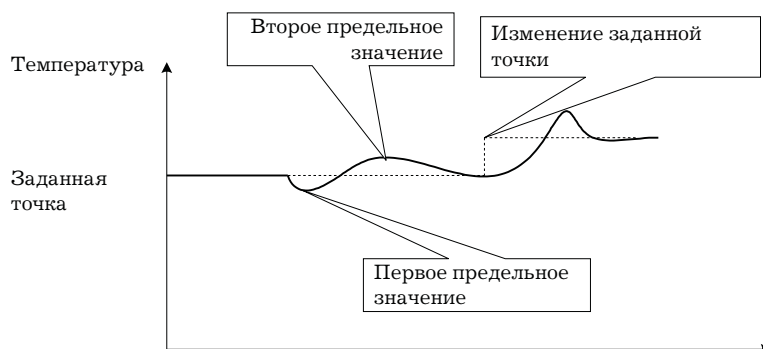 Второе предельное
значение
Изменение заданной
точки
Температура
Заданная
точка
Первое предельное
значение